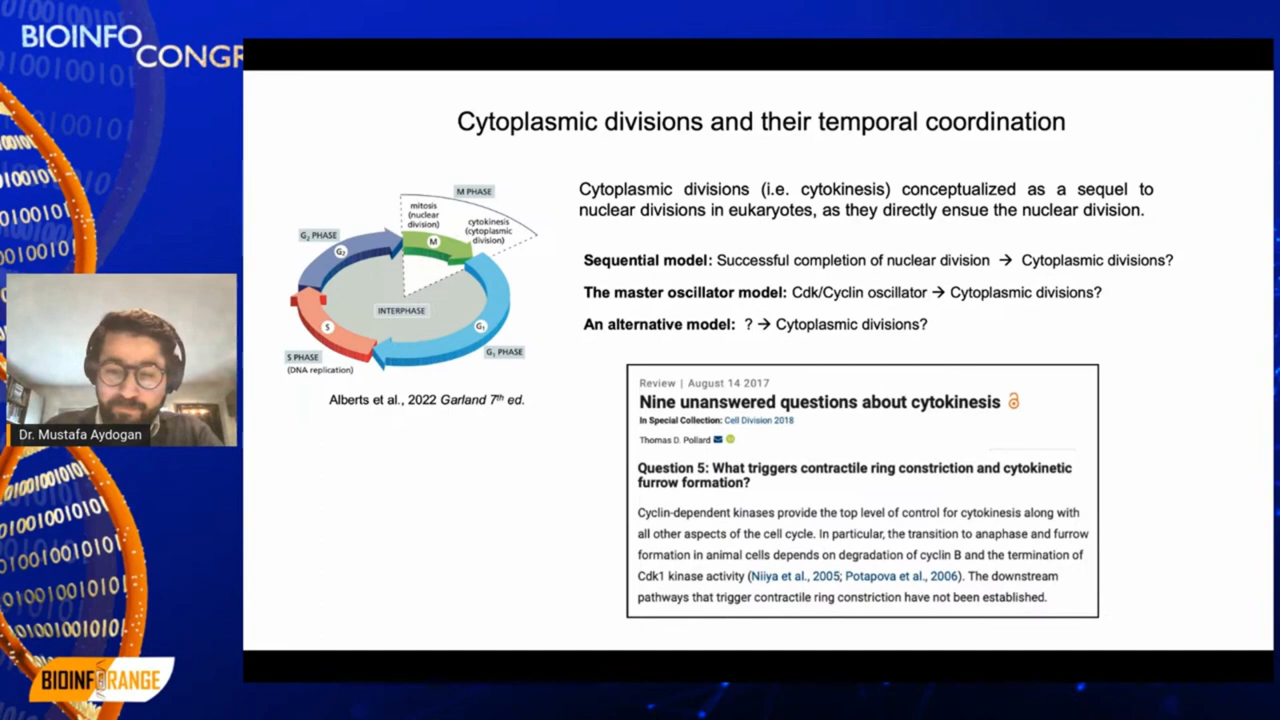 BIOINFO
CONGR
Cytoplasmic divisions and their temporal coordination
M PHASE
mitosis
(nuclear
division)
cytokinesis
(cytoplasmic
division)
G₂ PHASE
G₂
M
INTERPHASE
S
G₁
S PHASE
(DNA replication)
G₁ PHASE
Alberts et al., 2022 Garland 7th ed.
Cytoplasmic divisions (i.e. cytokinesis) conceptualized as a sequel to
nuclear divisions in eukaryotes, as they directly ensue the nuclear division.
Sequential model: Successful completion of nuclear division → Cytoplasmic divisions?
The master oscillator model: Cdk/Cyclin oscillator → Cytoplasmic divisions?
An alternative model: ? → Cytoplasmic divisions?
Review | August 14 2017
Nine unanswered questions about cytokinesis
In Special Collection: Cell Division 2018
Thomas D. Pollard
Question 5: What triggers contractile ring constriction and cytokinetic
furrow formation?
Cyclin-dependent kinases provide the top level of control for cytokinesis along with
all other aspects of the cell cycle. In particular, the transition to anaphase and furrow
formation in animal cells depends on degradation of cyclin B and the termination of
Cdk1 kinase activity (Niiya et al., 2005; Potapova et al., 2006). The downstream
pathways that trigger contractile ring constriction have not been established.
Dr. Mustafa Aydogan
BIOINFORANGE